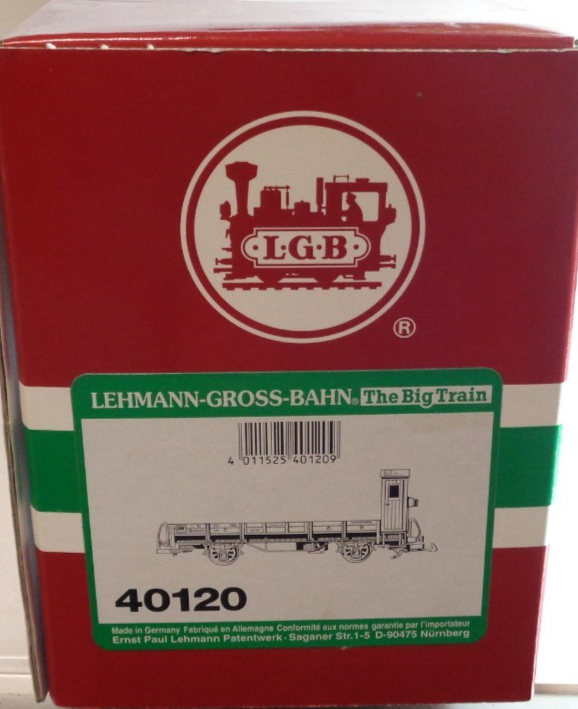 L·G·B
®
LEHMANN-GROSS-BAHN® The Big Train
4 011525 401209
40120
Made in Germany Fabriqué en Allemagne Conformité aux normes garantie par l'importateur
Ernst Paul Lehmann Patentwerk · Saganer Str. 1-5 D-90475 Nürnberg